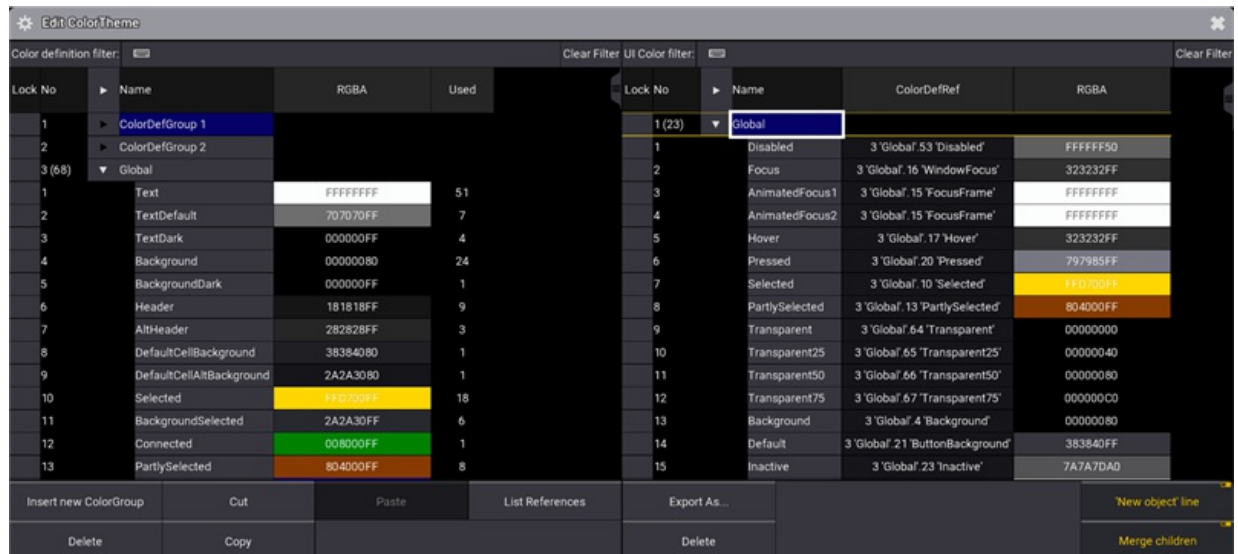 Edit ColorTheme
Color definition filter: Clear Filter UI Color filter: Clear Filter
Lock No Name RGBA Used Lock No Name ColorDefRef RGBA
1 ColorDefGroup 1 1 (23) Global
2 ColorDefGroup 2 1 Disabled 3 'Global'.53 'Disabled' FFFFFF50
3 (68) Global 2 Focus 3 'Global'.16 'WindowFocus' 323232FF
1 Text FFFFFFFF 51 3 AnimatedFocus1 3 'Global'.15 'FocusFrame' FFFFFFFF
2 TextDefault 707070FF 7 4 AnimatedFocus2 3 'Global'.15 'FocusFrame' FFFFFFFF
3 TextDark 000000FF 4 5 Hover 3 'Global'.17 'Hover' 323232FF
4 Background 00000080 24 6 Pressed 3 'Global'.20 'Pressed' 797985FF
5 BackgroundDark 000000FF 1 7 Selected 3 'Global'.10 'Selected' FFD700FF
6 Header 181818FF 9 8 PartlySelected 3 'Global'.13 'PartlySelected' 804000FF
7 AltHeader 282828FF 3 9 Transparent 3 'Global'.64 'Transparent' 00000000
8 DefaultCellBackground 38384080 1 10 Transparent25 3 'Global'.65 'Transparent25' 00000040
9 DefaultCellAltBackground 2A2A3080 1 11 Transparent50 3 'Global'.66 'Transparent50' 00000080
10 Selected FFD700FF 18 12 Transparent75 3 'Global'.67 'Transparent75' 000000C0
11 BackgroundSelected 2A2A30FF 6 13 Background 3 'Global'.4 'Background' 00000080
12 Connected 008000FF 1 14 Default 3 'Global'.21 'ButtonBackground' 383840FF
13 PartlySelected 804000FF 8 15 Inactive 3 'Global'.23 'Inactive' 7A7A7DA0
Insert new ColorGroup Cut Paste List References Export As... 'New object' line
Delete Copy Delete Merge children